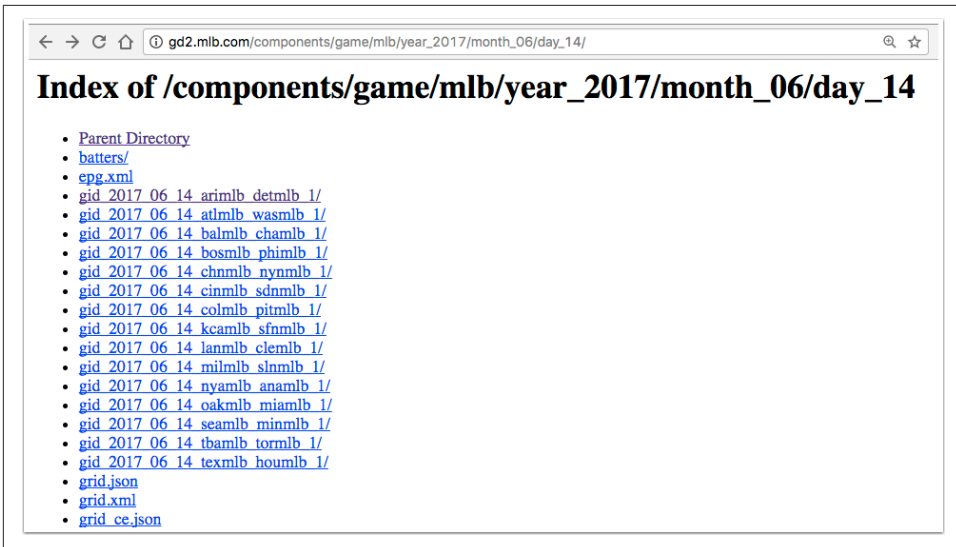 gd2.mlb.com/components/game/mlb/year_2017/month_06/day_14/
Index of /components/game/mlb/year_2017/month_06/day_14
Parent Directory
batters/
epg.xml
gid_2017_06_14_arimlb_detmlb_1/
gid_2017_06_14_atlmlb_wasmlb_1/
gid_2017_06_14_balmlb_chamlb_1/
gid_2017_06_14_bosmlb_phimlb_1/
gid_2017_06_14_chnmlb_nynmlb_1/
gid_2017_06_14_cinmlb_sdnmlb_1/
gid_2017_06_14_colmlb_pitmlb_1/
gid_2017_06_14_kcamlb_sfnmlb_1/
gid_2017_06_14_lanmlb_clemlb_1/
gid_2017_06_14_milmlb_slnmlb_1/
gid_2017_06_14_nyamlb_anamlb_1/
gid_2017_06_14_oakmlb_miamlb_1/
gid_2017_06_14_seamlb_minmlb_1/
gid_2017_06_14_tbamlb_tormlb_1/
gid_2017_06_14_texmlb_houmlb_1/
grid.json
grid.xml
grid_ce.json